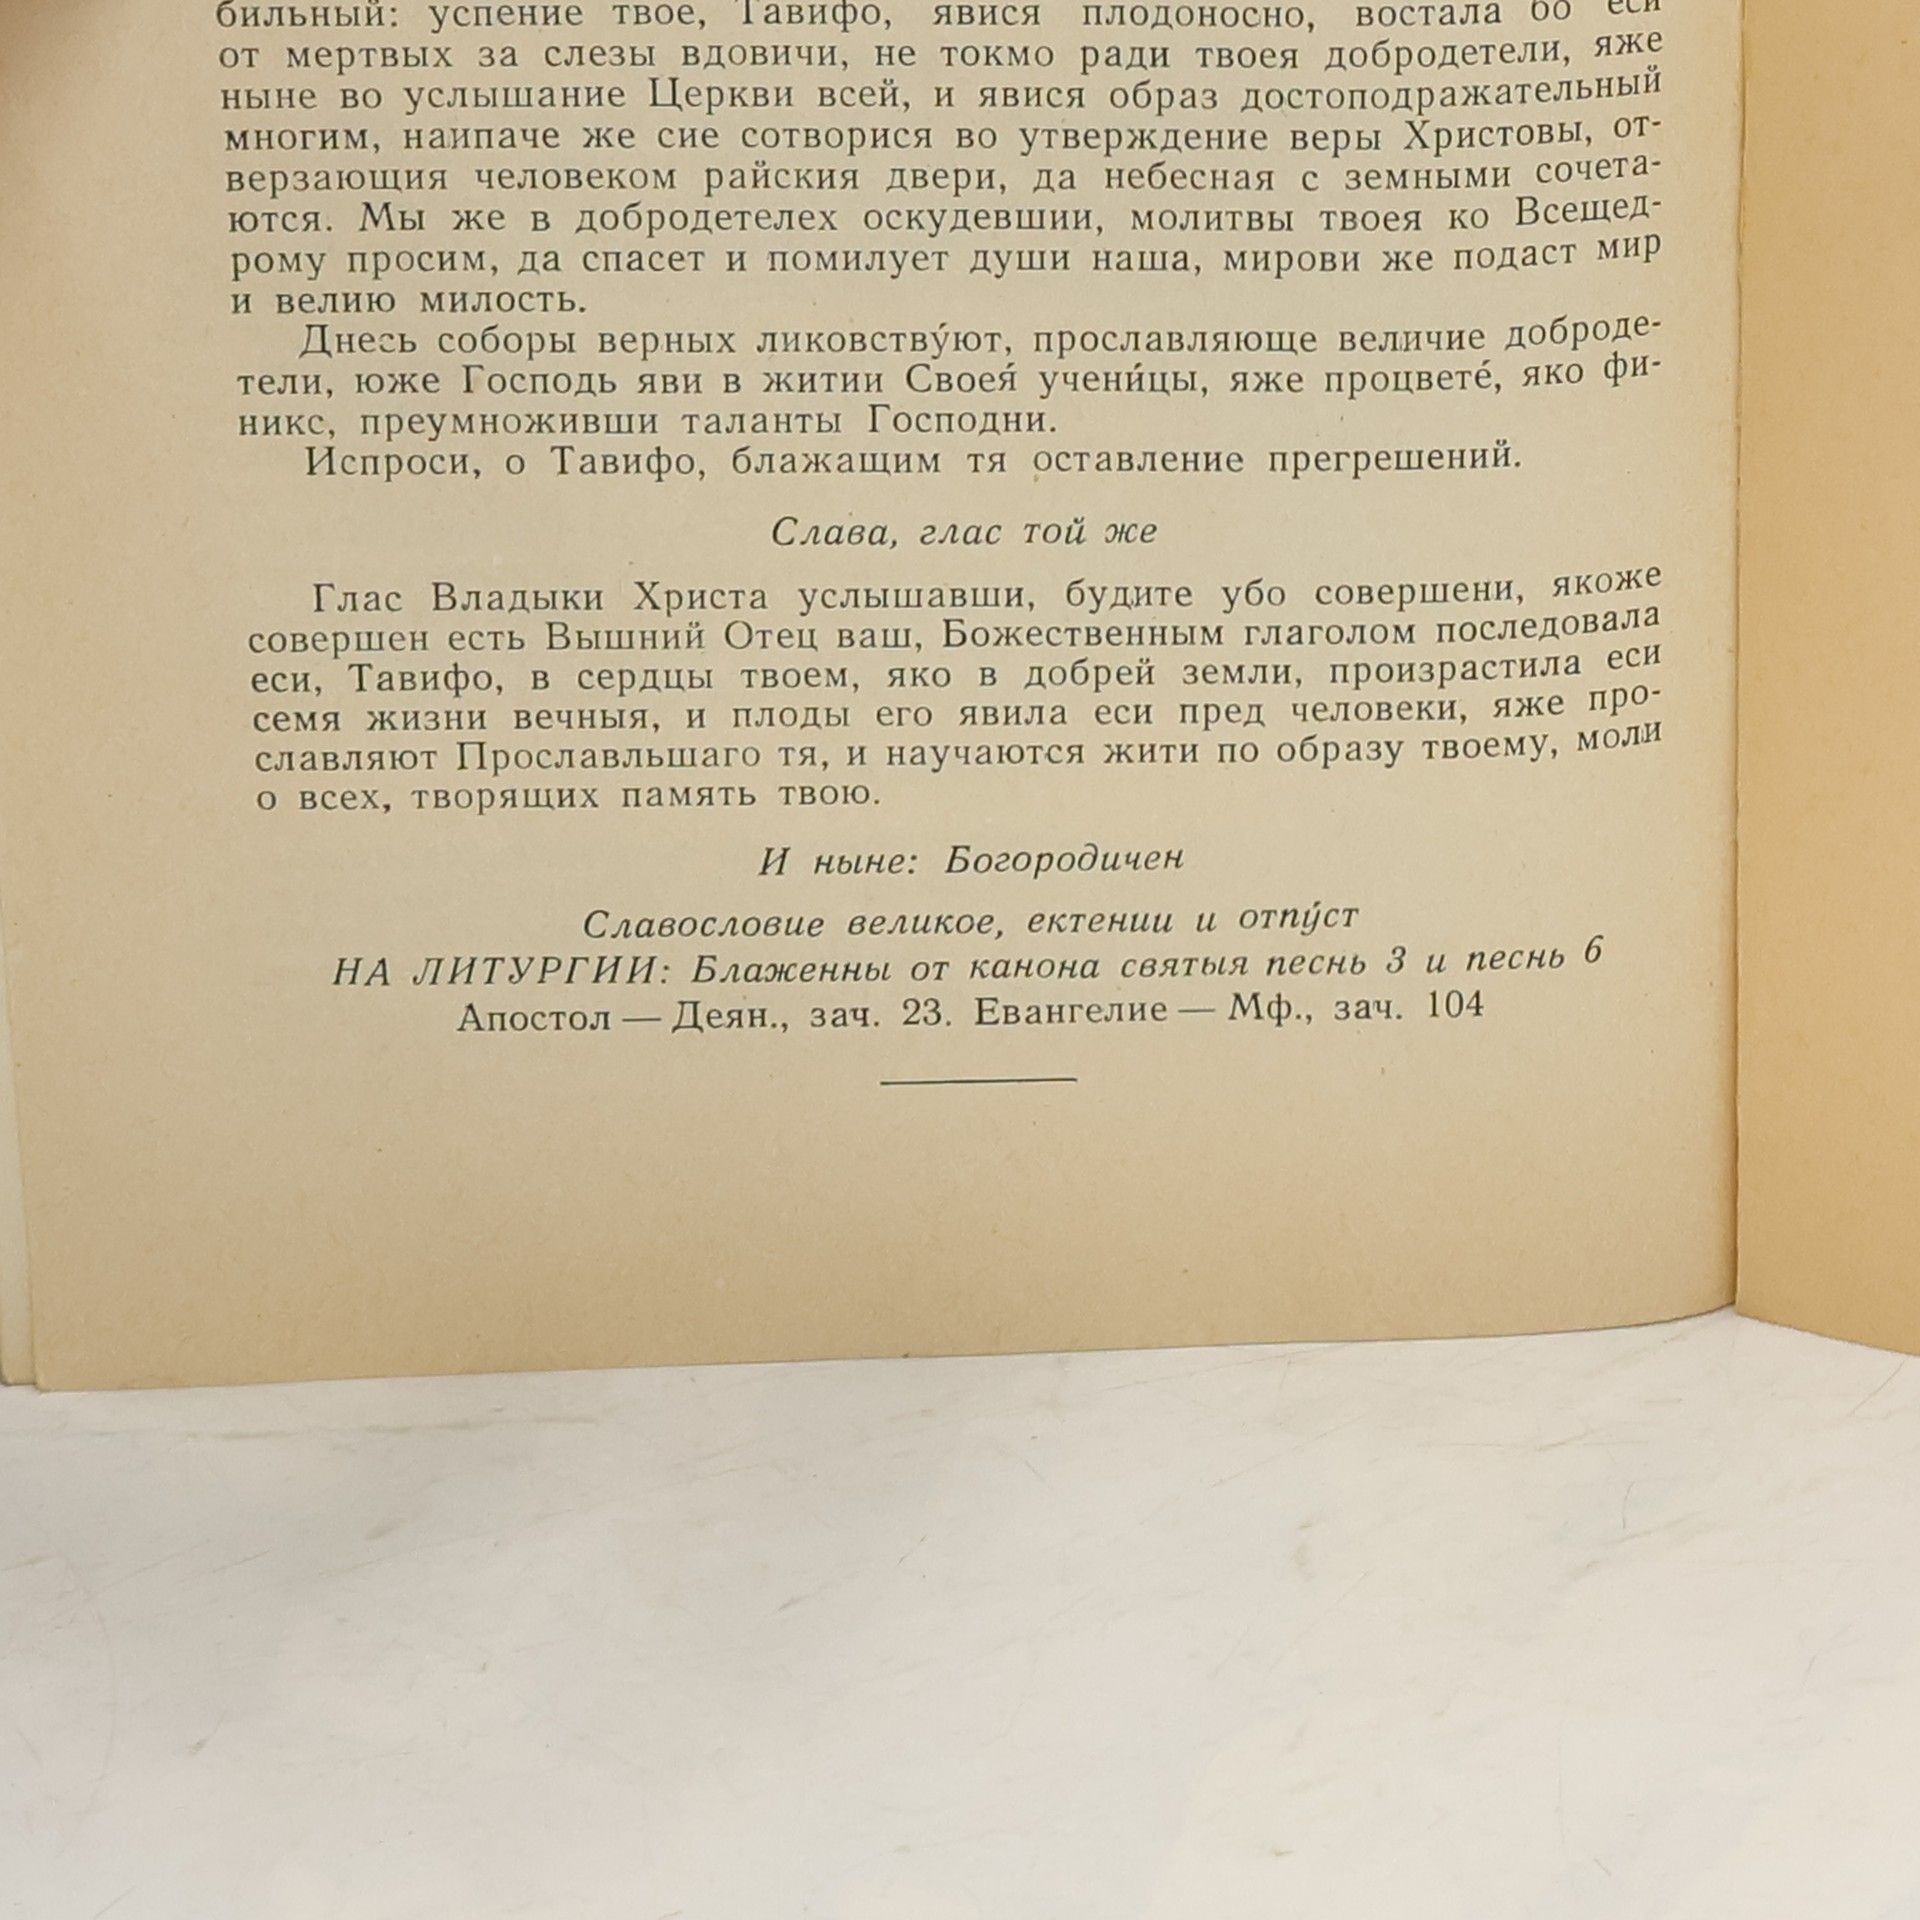 бильный: успение твое, Тавифо, явися плодоносно, востала бо еси
от мертвых за слезы вдовичи, не токмо ради твоея добродетели, яже
ныне во услышание Церкви всей, и явися образ достоподражательный
многим, наипаче же сие сотворися во утверждение веры Христовы, от-
верзающия человеком райския двери, да небесная с земными сочета-
ются. Мы же в добродетелех оскудевшии, молитвы твоея ко Всещед-
рому просим, да спасет и помилует души наша, мирови же подаст мир
и велию милость.
Днесь соборы верных ликовству́ют, прославляюще величие доброде-
тели, юже Господь яви в житии Своея́ учени́цы, яже процвете́, яко фи-
никс, преумноживши таланты Господни.
Испроси, о Тавифо, блажащим тя оставление прегрешений.
Слава, глас той же
Глас Владыки Христа услышавши, будите убо совершени, якоже
совершен есть Вышний Отец ваш, Божественным глаголом последовала
еси, Тавифо, в сердцы твоем, яко в добрей земли, произрастила еси
семя жизни вечныя, и плоды его явила еси пред человеки, яже про-
славляют Прославльшаго тя, и научаются жити по образу твоему, моли
о всех, творящих память твою.
И ныне: Богородичен
Славословие великое, ектении и отпу́ст
НА ЛИТУРГИИ: Блаженны от канона святыя песнь 3 и песнь 6
Апостол — Деян., зач. 23. Евангелие — Мф., зач. 104